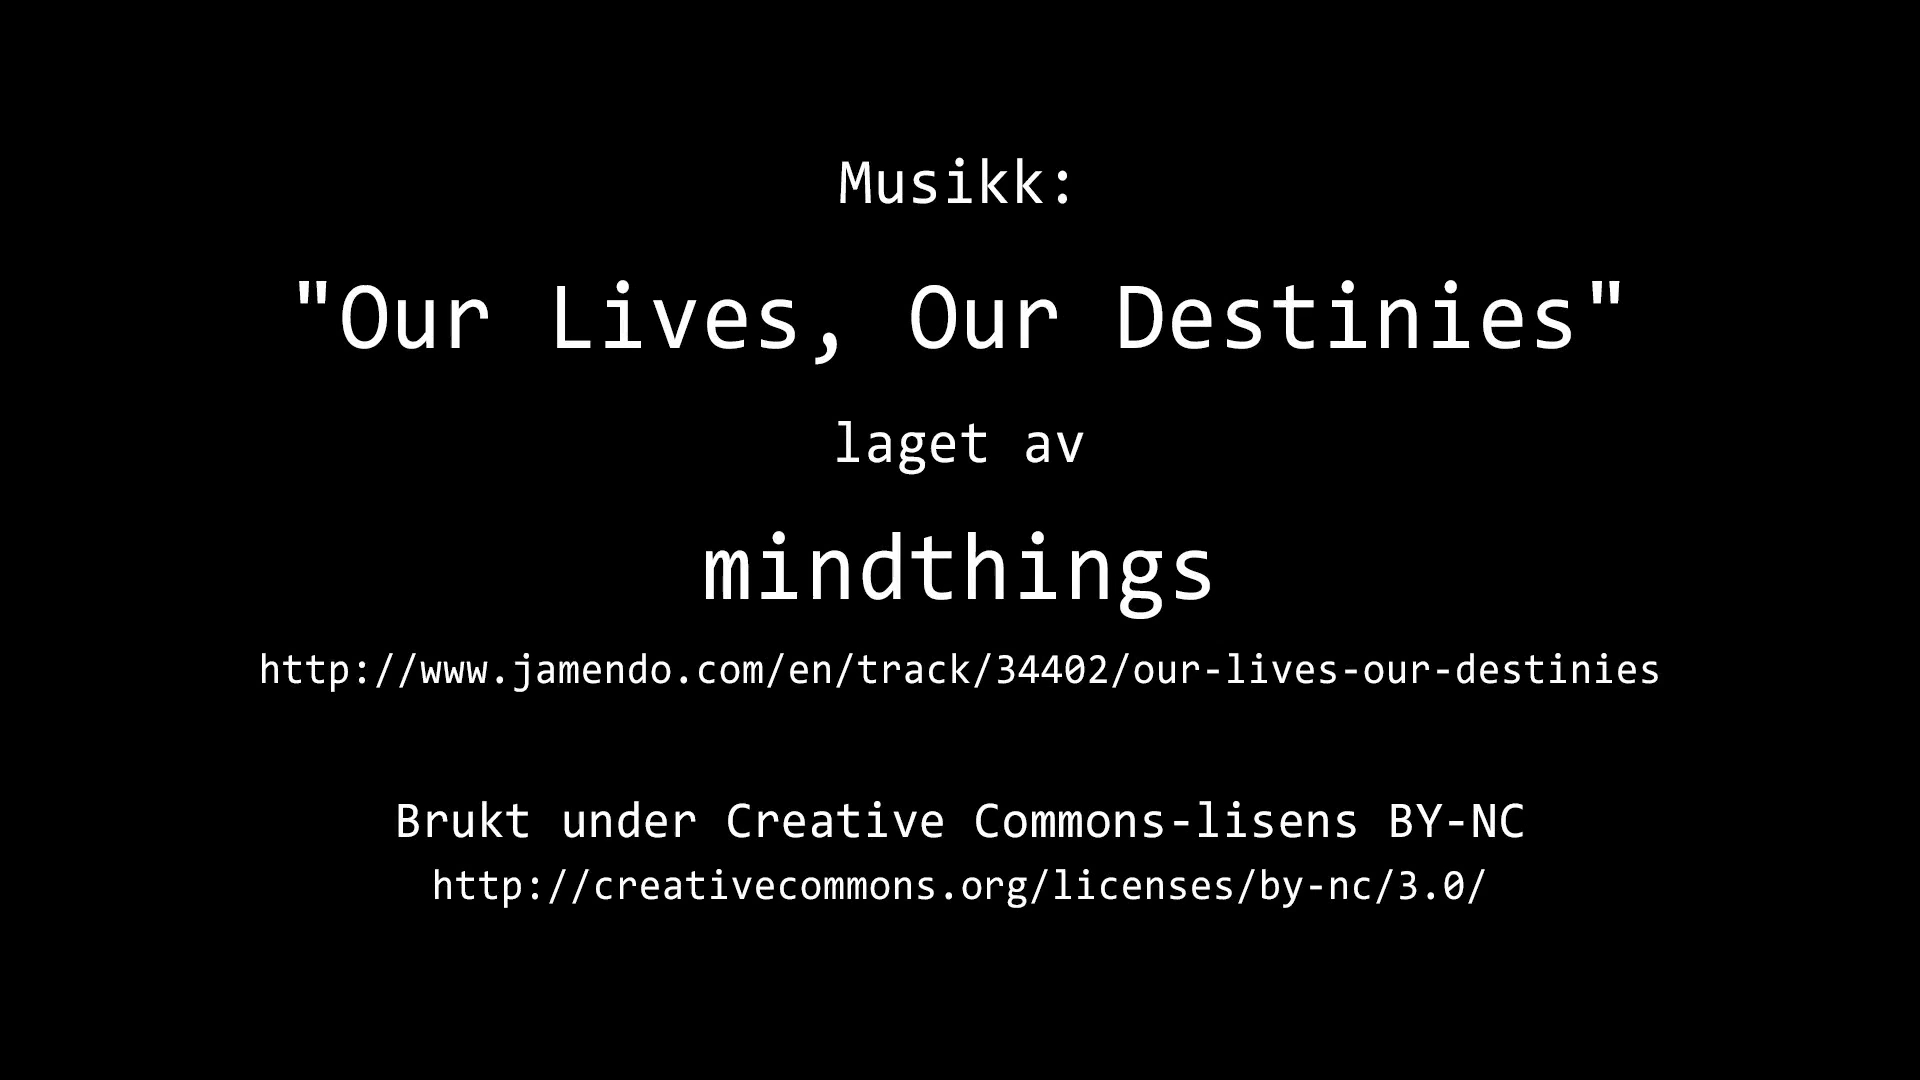 Musikk:
"Our Lives, Our Destinies"
laget av
mindthings
http://www.jamendo.com/en/track/34402/our-lives-our-destinies
Brukt under Creative Commons-lisens BY-NC
http://creativecommons.org/licenses/by-nc/3.0/